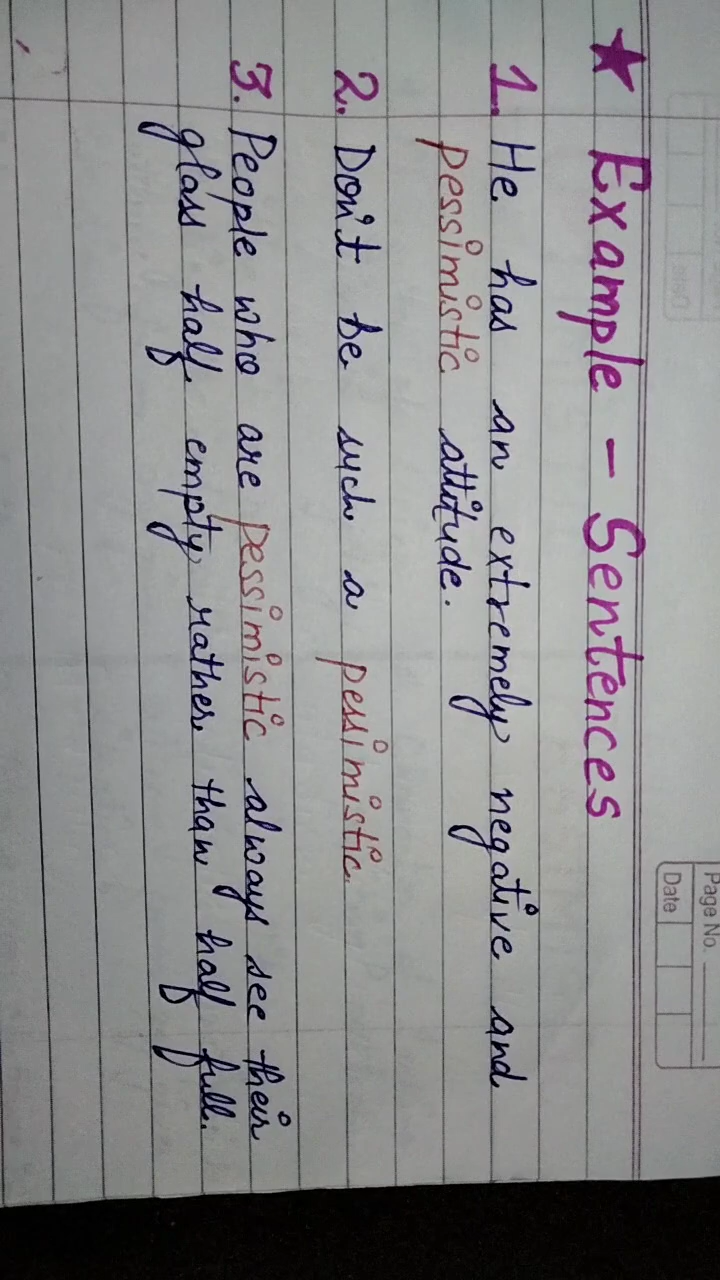 Page No.
Date
★ Example - Sentences
1. He has an extremely negative and
pessimistic attitude.
2. Don't be such a pessimistic.
3. People who are pessimistic always see their
glass half empty rather than half full.